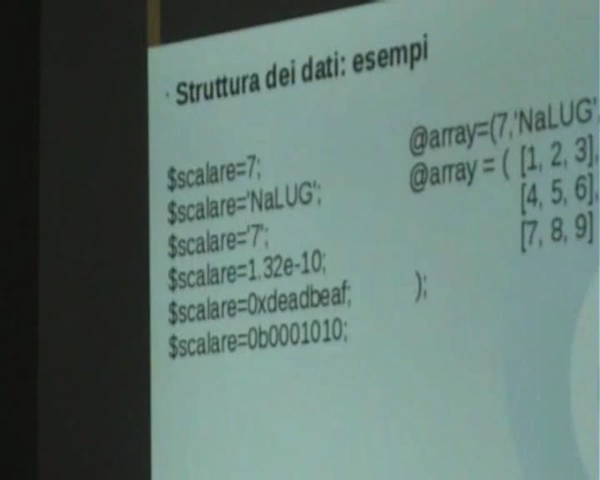 · Struttura dei dati: esempi
$scalare=7;
$scalare='NaLUG';
$scalare='7';
$scalare=1.32e-10;
$scalare=0xdeadbeaf;
$scalare=0b0001010;
@array=(7,'NaLUG'
@array = ( [1, 2, 3],
[4, 5, 6],
[7, 8, 9]
);